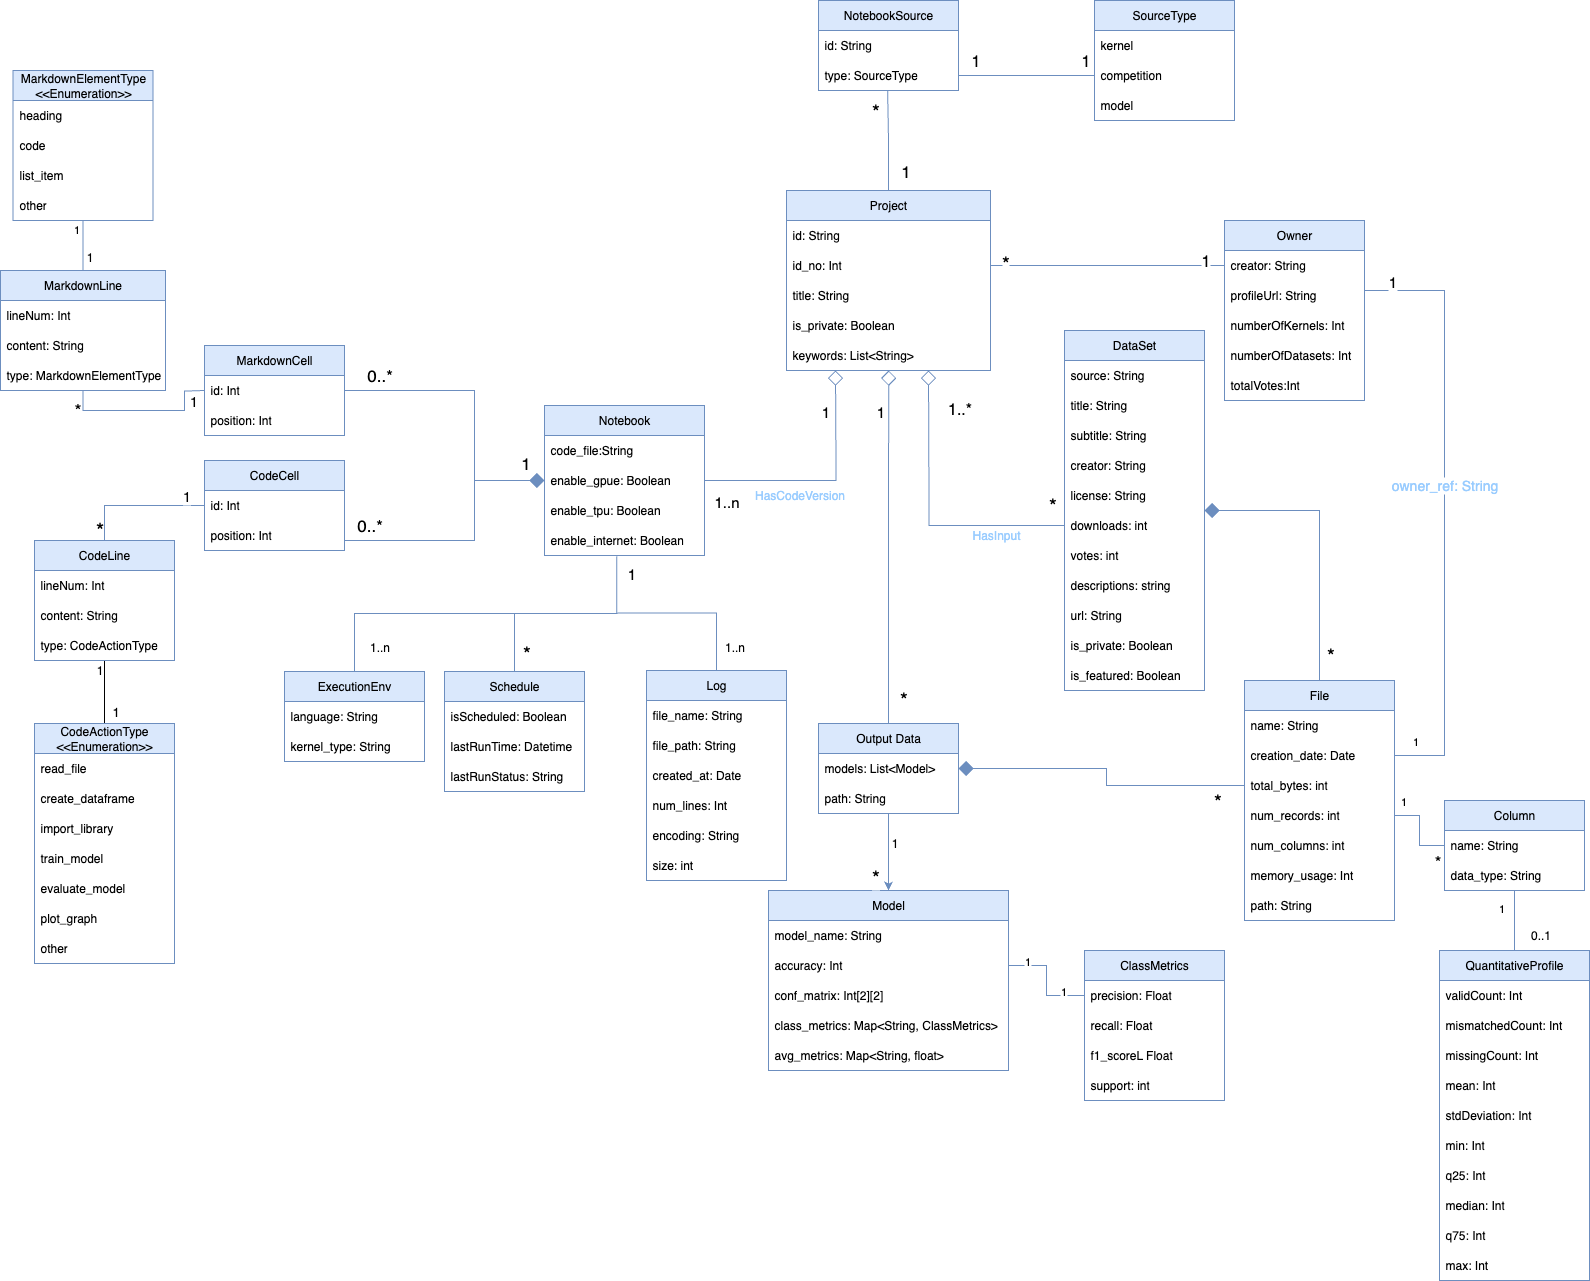 NotebookSource
id: String
type: SourceType
*
1
1
SourceType
kernel
competition
model
1
MarkdownElementType
<<Enumeration>>
heading
code
list_item
other
1
1
MarkdownLine
lineNum: Int
content: String
type: MarkdownElementType
*
1
MarkdownCell
id: Int
position: Int
0..*
CodeCell
id: Int
position: Int
0..*
1
*
CodeLine
lineNum: Int
content: String
type: CodeActionType
1
1
CodeActionType
<<Enumeration>>
read_file
create_dataframe
import_library
train_model
evaluate_model
plot_graph
other
1
Notebook
code_file:String
enable_gpue: Boolean
enable_tpu: Boolean
enable_internet: Boolean
1..n
HasCodeVersion
1
1..n
*
1..n
ExecutionEnv
language: String
kernel_type: String
Schedule
isScheduled: Boolean
lastRunTime: Datetime
lastRunStatus: String
Log
file_name: String
file_path: String
created_at: Date
num_lines: Int
encoding: String
size: int
Project
id: String
id_no: Int
title: String
is_private: Boolean
keywords: List<String>
1
1
1..*
*
1
Owner
creator: String
profileUrl: String
numberOfKernels: Int
numberOfDatasets: Int
totalVotes:Int
1
owner_ref: String
1
DataSet
source: String
title: String
subtitle: String
creator: String
license: String
downloads: int
votes: int
descriptions: string
url: String
is_private: Boolean
is_featured: Boolean
*
HasInput
*
*
Output Data
models: List<Model>
path: String
*
1
*
Model
model_name: String
accuracy: Int
conf_matrix: Int[2][2]
class_metrics: Map<String, ClassMetrics>
avg_metrics: Map<String, float>
1
1
ClassMetrics
precision: Float
recall: Float
f1_scoreL Float
support: int
File
name: String
creation_date: Date
total_bytes: int
num_records: int
num_columns: int
memory_usage: Int
path: String
1
*
Column
name: String
data_type: String
1
0..1
QuantitativeProfile
validCount: Int
mismatchedCount: Int
missingCount: Int
mean: Int
stdDeviation: Int
min: Int
q25: Int
median: Int
q75: Int
max: Int